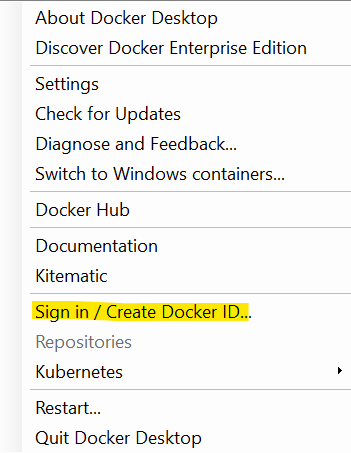 About Docker Desktop
Discover Docker Enterprise Edition
Settings
Check for Updates
Diagnose and Feedback...
Switch to Windows containers...
Docker Hub
Documentation
Kitematic
Sign in / Create Docker ID...
Repositories
Kubernetes
Restart...
Quit Docker Desktop